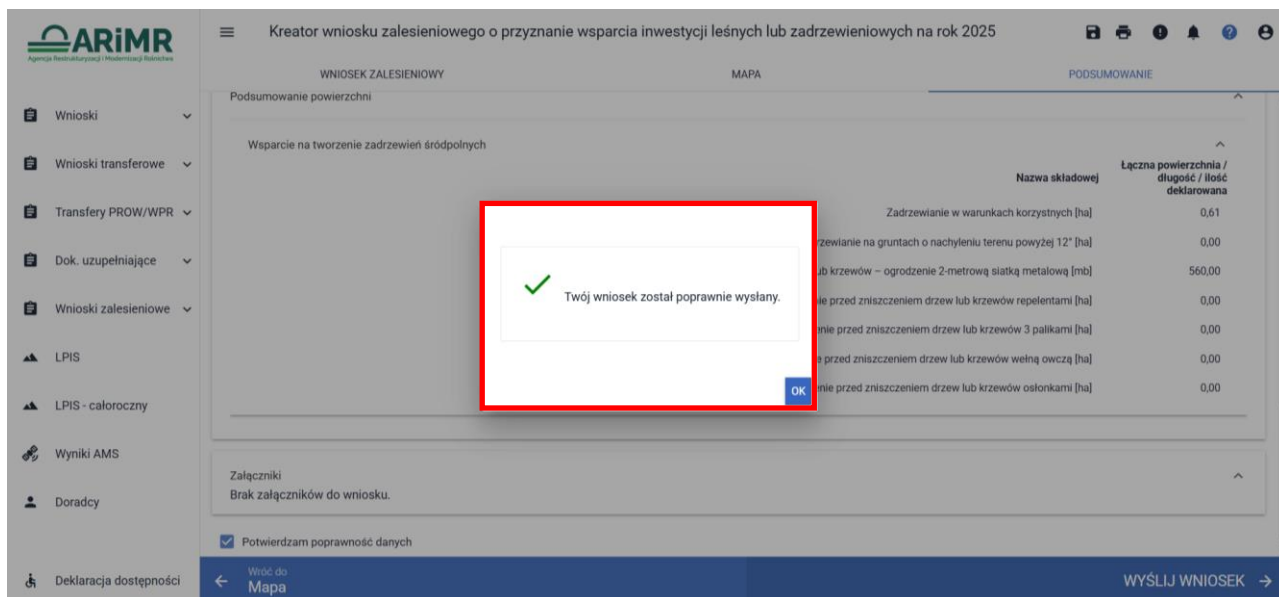 ARiMR
Agencja Restrukturyzacji i Modernizacji Rolnictwa
Kreator wniosku zalesieniowego o przyznanie wsparcia inwestycji leśnych lub zadrzewieniowych na rok 2025
WNIOSEK ZALESIENIOWY
MAPA
PODSUMOWANIE
Wnioski
Wnioski transferowe
Transfery PROW/WPR
Dok. uzupełniające
Wnioski zalesieniowe
LPIS
LPIS - całoroczny
Wyniki AMS
Doradcy
Deklaracja dostępności
Podsumowanie powierzchni
Wsparcie na tworzenie zadrzewień śródpolnych
Nazwa składowej
Łączna powierzchnia /
długość / ilość
deklarowana
Zadrzewianie w warunkach korzystnych [ha] 0,61
rzewianie na gruntach o nachyleniu terenu powyżej 12° [ha] 0,00
ub krzewów – ogrodzenie 2-metrową siatką metalową [mb] 560,00
ie przed zniszczeniem drzew lub krzewów repelentami [ha] 0,00
enie przed zniszczeniem drzew lub krzewów 3 palikami [ha] 0,00
e przed zniszczeniem drzew lub krzewów wełną owczą [ha] 0,00
enie przed zniszczeniem drzew lub krzewów osłonkami [ha] 0,00
Twój wniosek został poprawnie wysłany.
OK
Załączniki
Brak załączników do wniosku.
Potwierdzam poprawność danych
Wróć do
Mapa
WYŚLIJ WNIOSEK